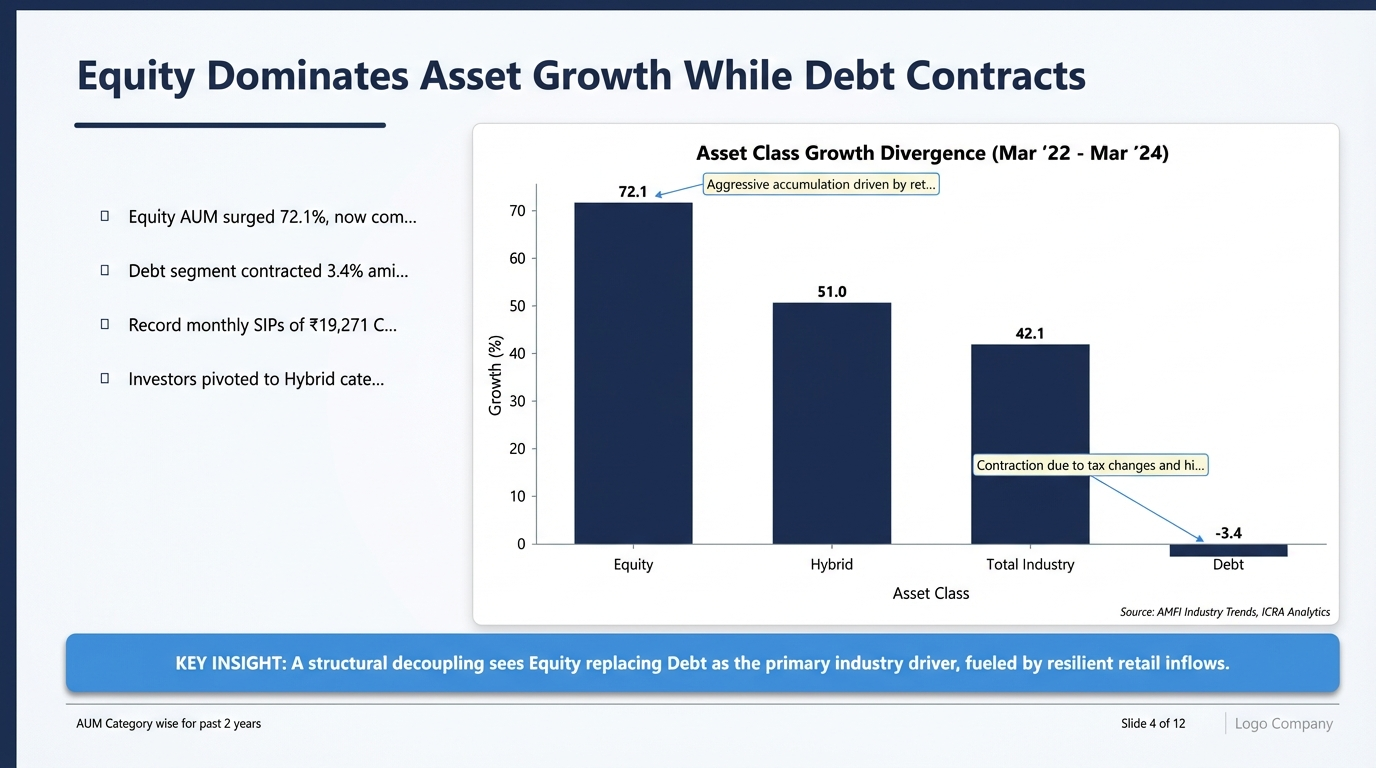 Equity Dominates Asset Growth While Debt Contracts
Equity AUM surged 72.1%, now com...
Debt segment contracted 3.4% ami...
Record monthly SIPs of ₹19,271 C...
Investors pivoted to Hybrid cate...
Asset Class Growth Divergence (Mar '22 - Mar '24)
Aggressive accumulation driven by ret...
72.1
51.0
42.1
Contraction due to tax changes and hi...
-3.4
Growth (%)
70
60
50
40
30
20
10
0
Equity
Hybrid
Total Industry
Debt
Asset Class
Source: AMFI Industry Trends, ICRA Analytics
KEY INSIGHT: A structural decoupling sees Equity replacing Debt as the primary industry driver, fueled by resilient retail inflows.
AUM Category wise for past 2 years
Slide 4 of 12
Logo Company